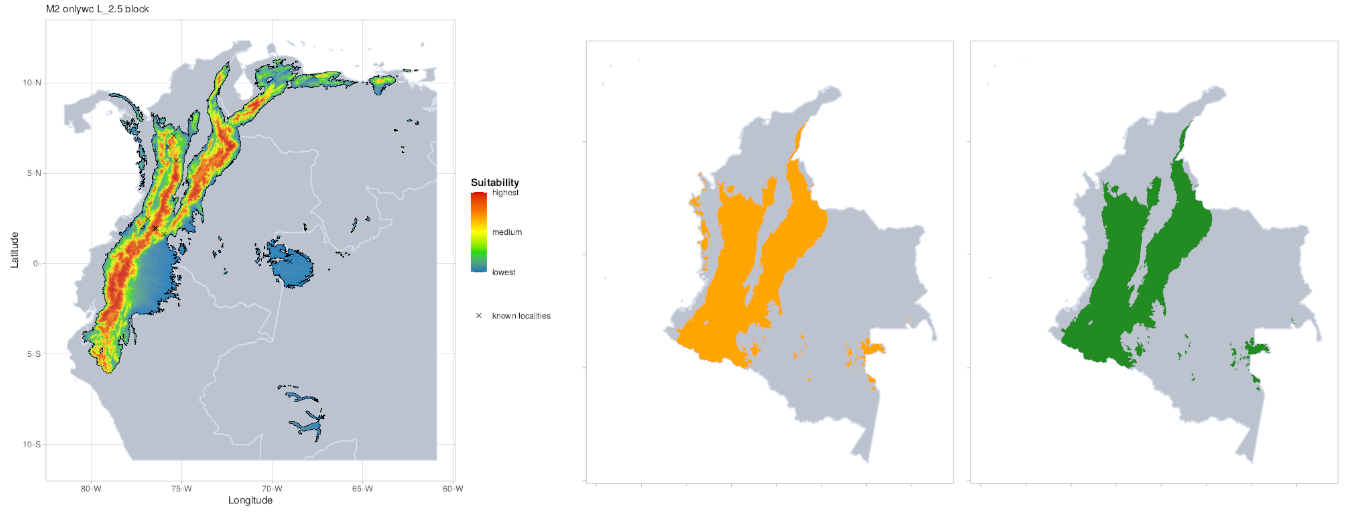 M2 onlywc L_2.5 block
10◦N
5◦N
0◦
5◦S
10◦S
Latitude
80◦W
75◦W
70◦W
65◦W
60◦W
Longitude
Suitability
highest
medium
lowest
× known localities